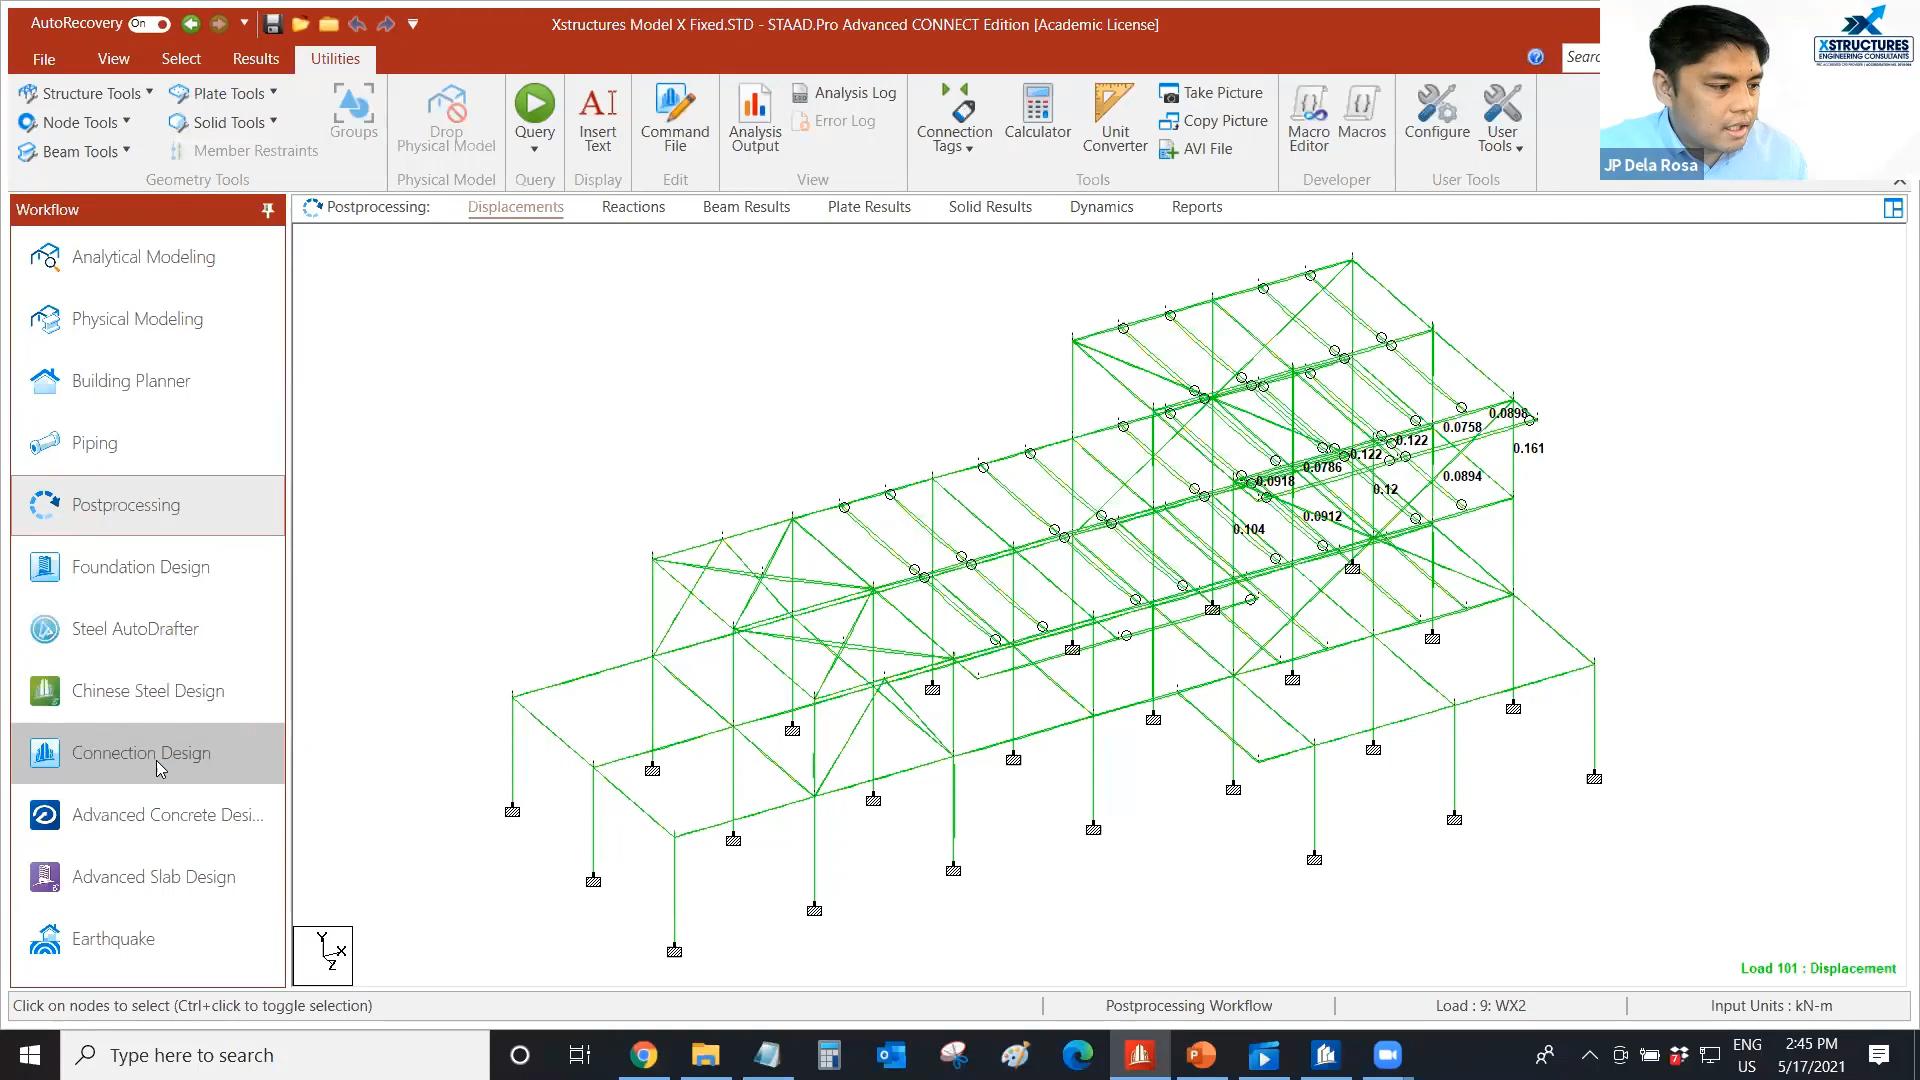 AutoRecovery On
Xstructures Model X Fixed.STD - STAAD.Pro Advanced CONNECT Edition [Academic License]
XSTRUCTURES
ENGINEERING CONSULTANTS
File View Select Results Utilities
Searc
Structure Tools
Plate Tools
Node Tools
Solid Tools
Beam Tools
Member Restraints
Groups
Geometry Tools
Drop
Physical Model
Physical Model
Query
Query
Insert
Text
Display
Command
File
Edit
Analysis
Output
Analysis Log
Error Log
View
Connection
Tags
Calculator
Unit
Converter
Take Picture
Copy Picture
AVI File
Tools
Macro
Editor
Macros
Developer
Configure
User
Tools
User Tools
JP Dela Rosa
Workflow
Postprocessing: Displacements Reactions Beam Results Plate Results Solid Results Dynamics Reports
Analytical Modeling
Physical Modeling
Building Planner
Piping
Postprocessing
Foundation Design
Steel AutoDrafter
Chinese Steel Design
Connection Design
Advanced Concrete Desi...
Advanced Slab Design
Earthquake
0.0898
0.0758
0.122
0.161
0.122
0.0786
0.0894
0.0918
0.12
0.0912
0.104
Y
X
Z
Load 101 : Displacement
Click on nodes to select (Ctrl+click to toggle selection)
Postprocessing Workflow
Load : 9: WX2
Input Units : kN-m
Type here to search
ENG
US
2:45 PM
5/17/2021